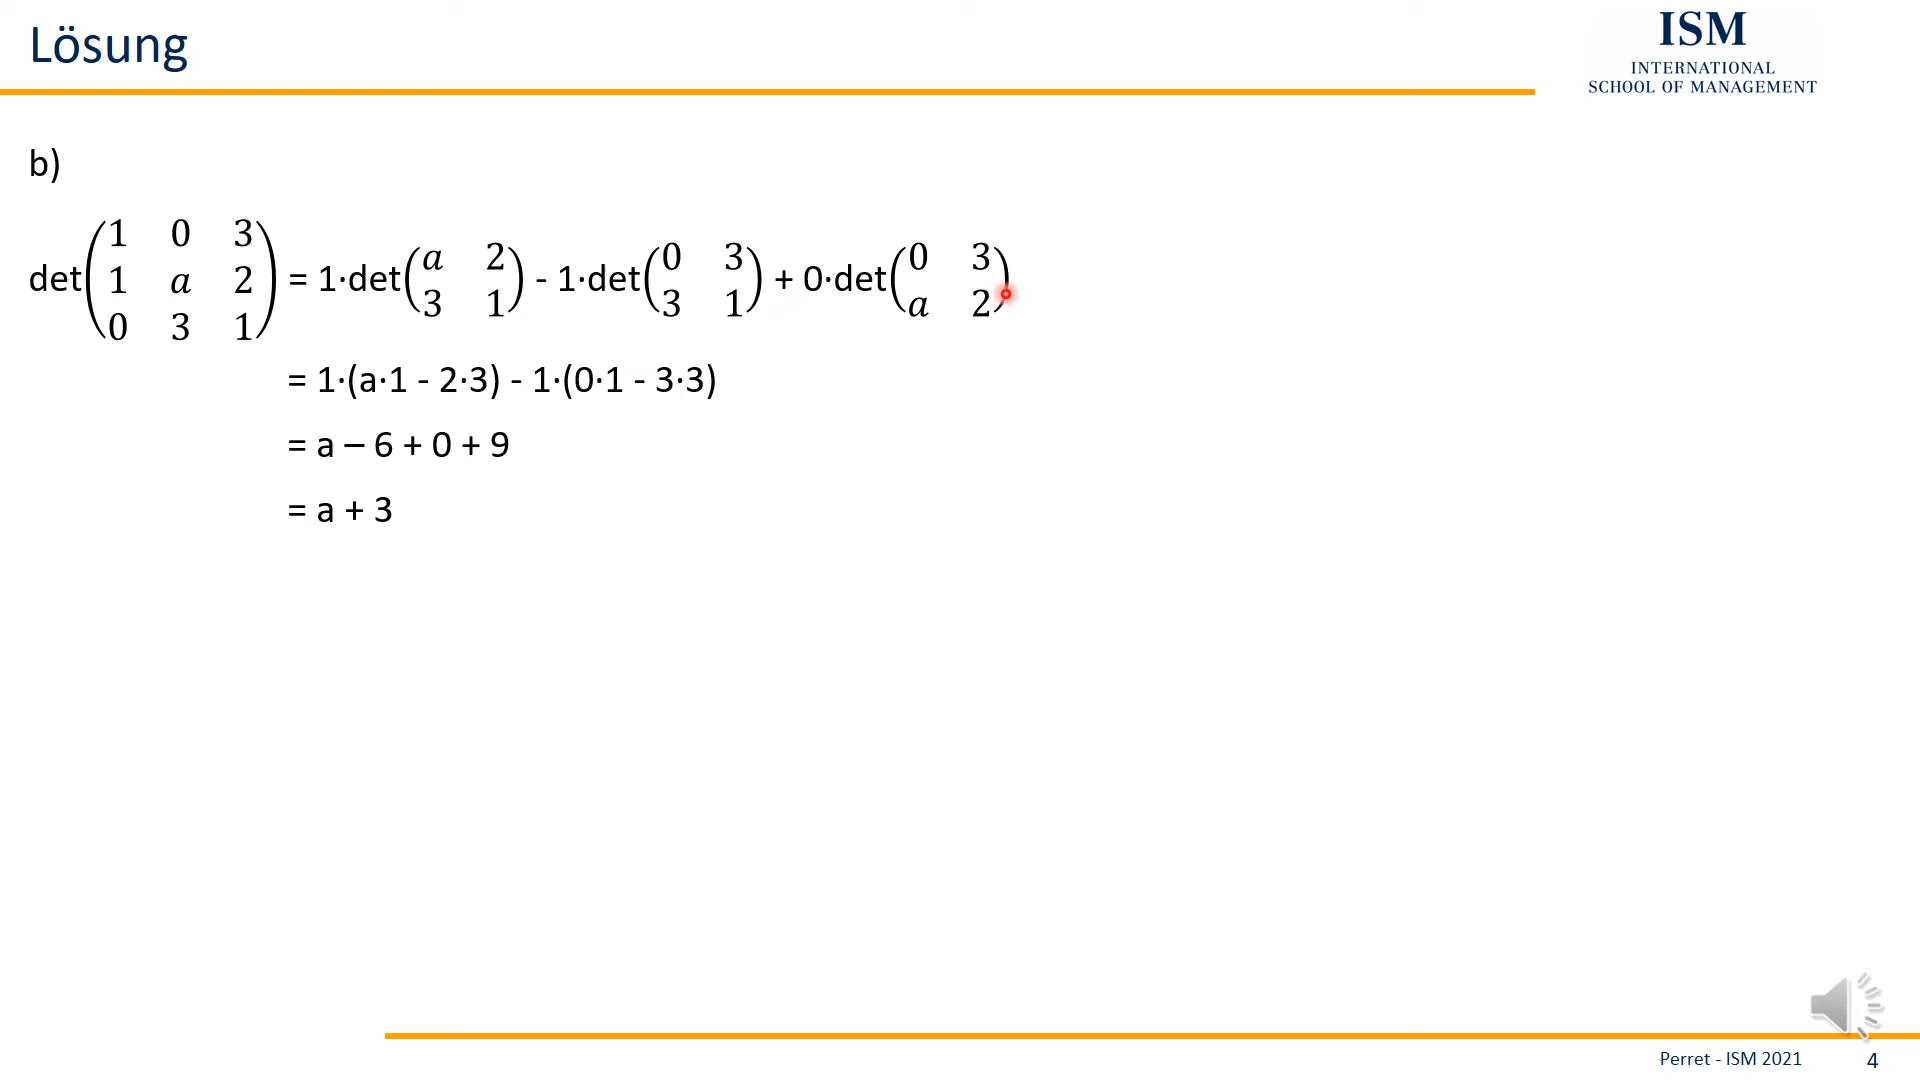 Lösung
ISM
INTERNATIONAL
SCHOOL OF MANAGEMENT
b)
det(1 0 3; 1 a 2; 0 3 1) = 1·det(a 2; 3 1) - 1·det(0 3; 3 1) + 0·det(0 3; a 2)
= 1·(a·1 - 2·3) - 1·(0·1 - 3·3)
= a – 6 + 0 + 9
= a + 3
Perret - ISM 2021
4